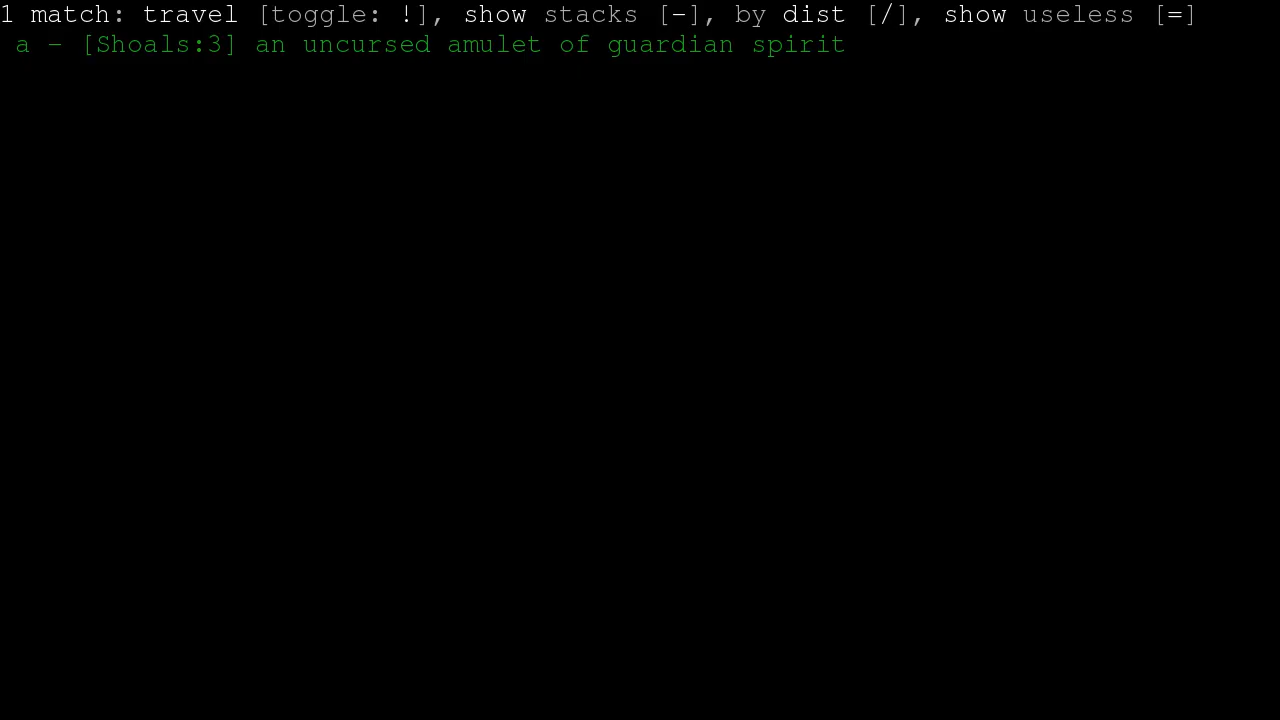 1 match: travel [toggle: !], show stacks [-], by dist [/], show useless [=]
a - [Shoals:3] an uncursed amulet of guardian spirit